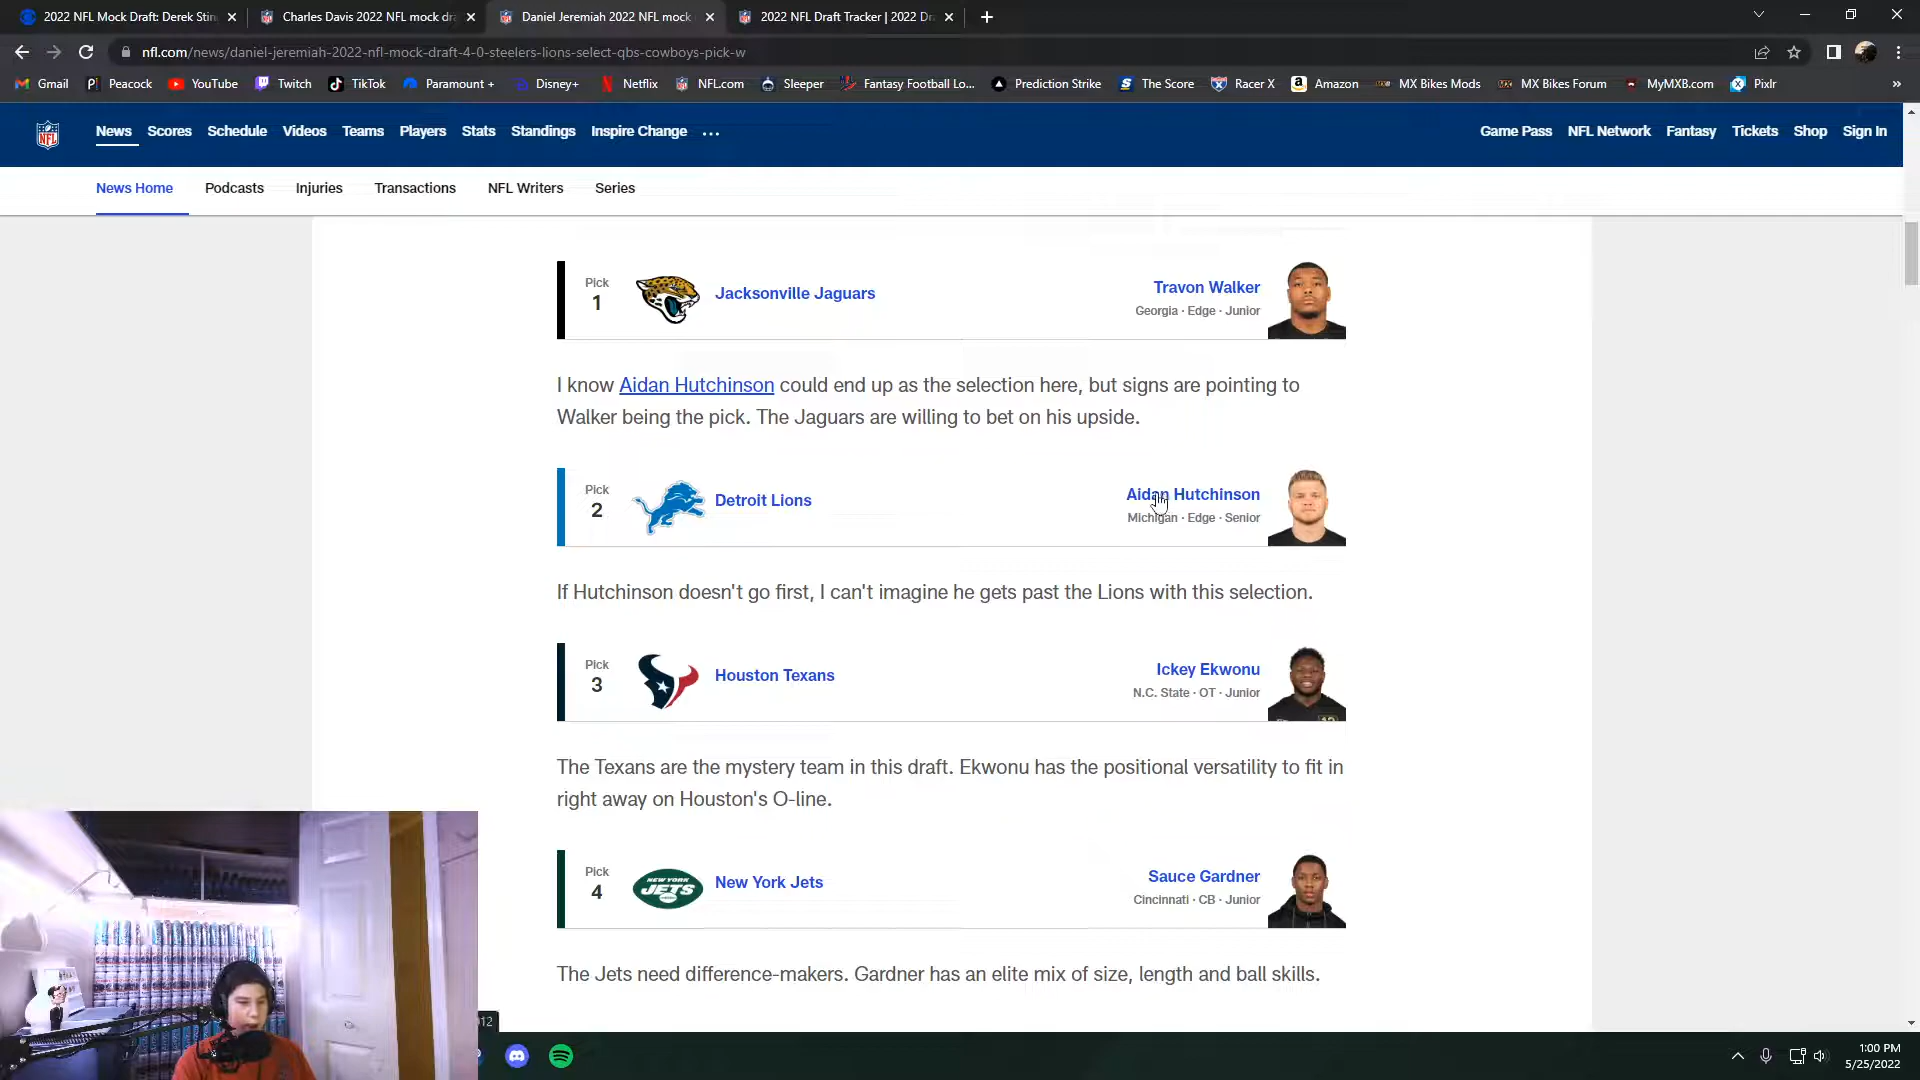 2022 NFL Mock Draft: Derek Stin
Charles Davis 2022 NFL mock dra
Daniel Jeremiah 2022 NFL mock
2022 NFL Draft Tracker | 2022 Dr
nfl.com/news/daniel-jeremiah-2022-nfl-mock-draft-4-0-steelers-lions-select-qbs-cowboys-pick-w
Gmail Peacock YouTube Twitch TikTok Paramount + Disney+ Netflix NFL.com Sleeper Fantasy Football Lo... Prediction Strike The Score Racer X Amazon MX Bikes Mods MX Bikes Forum MyMXB.com Pixlr »
NFL News Scores Schedule Videos Teams Players Stats Standings Inspire Change ... Game Pass NFL Network Fantasy Tickets Shop Sign In
News Home Podcasts Injuries Transactions NFL Writers Series
Pick
1
Jacksonville Jaguars
Travon Walker
Georgia · Edge · Junior
I know Aidan Hutchinson could end up as the selection here, but signs are pointing to
Walker being the pick. The Jaguars are willing to bet on his upside.
Pick
2
Detroit Lions
Aidan Hutchinson
Michigan · Edge · Senior
If Hutchinson doesn't go first, I can't imagine he gets past the Lions with this selection.
Pick
3
Houston Texans
Ickey Ekwonu
N.C. State · OT · Junior
The Texans are the mystery team in this draft. Ekwonu has the positional versatility to fit in
right away on Houston's O-line.
Pick
4
NEW YORK
JETS
New York Jets
Sauce Gardner
Cincinnati · CB · Junior
The Jets need difference-makers. Gardner has an elite mix of size, length and ball skills.
012
1:00 PM
5/25/2022